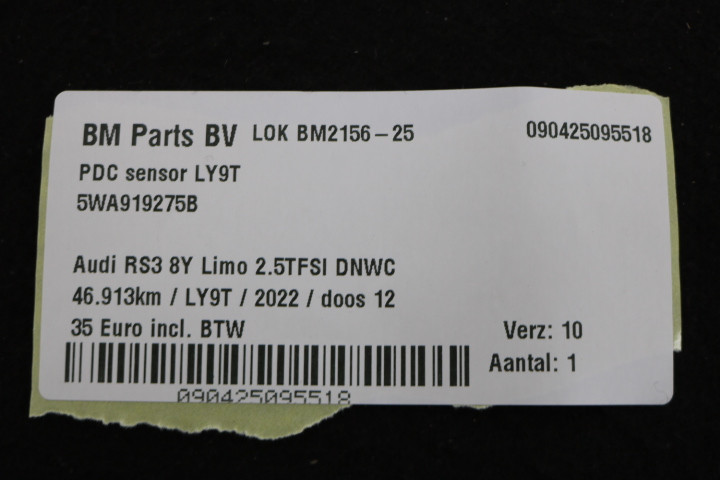 BM Parts BV LOK BM2156-25 090425095518
PDC sensor LY9T
5WA919275B
Audi RS3 8Y Limo 2.5TFSI DNWC
46.913km / LY9T / 2022 / doos 12
35 Euro incl. BTW Verz: 10
Aantal: 1
090425095518